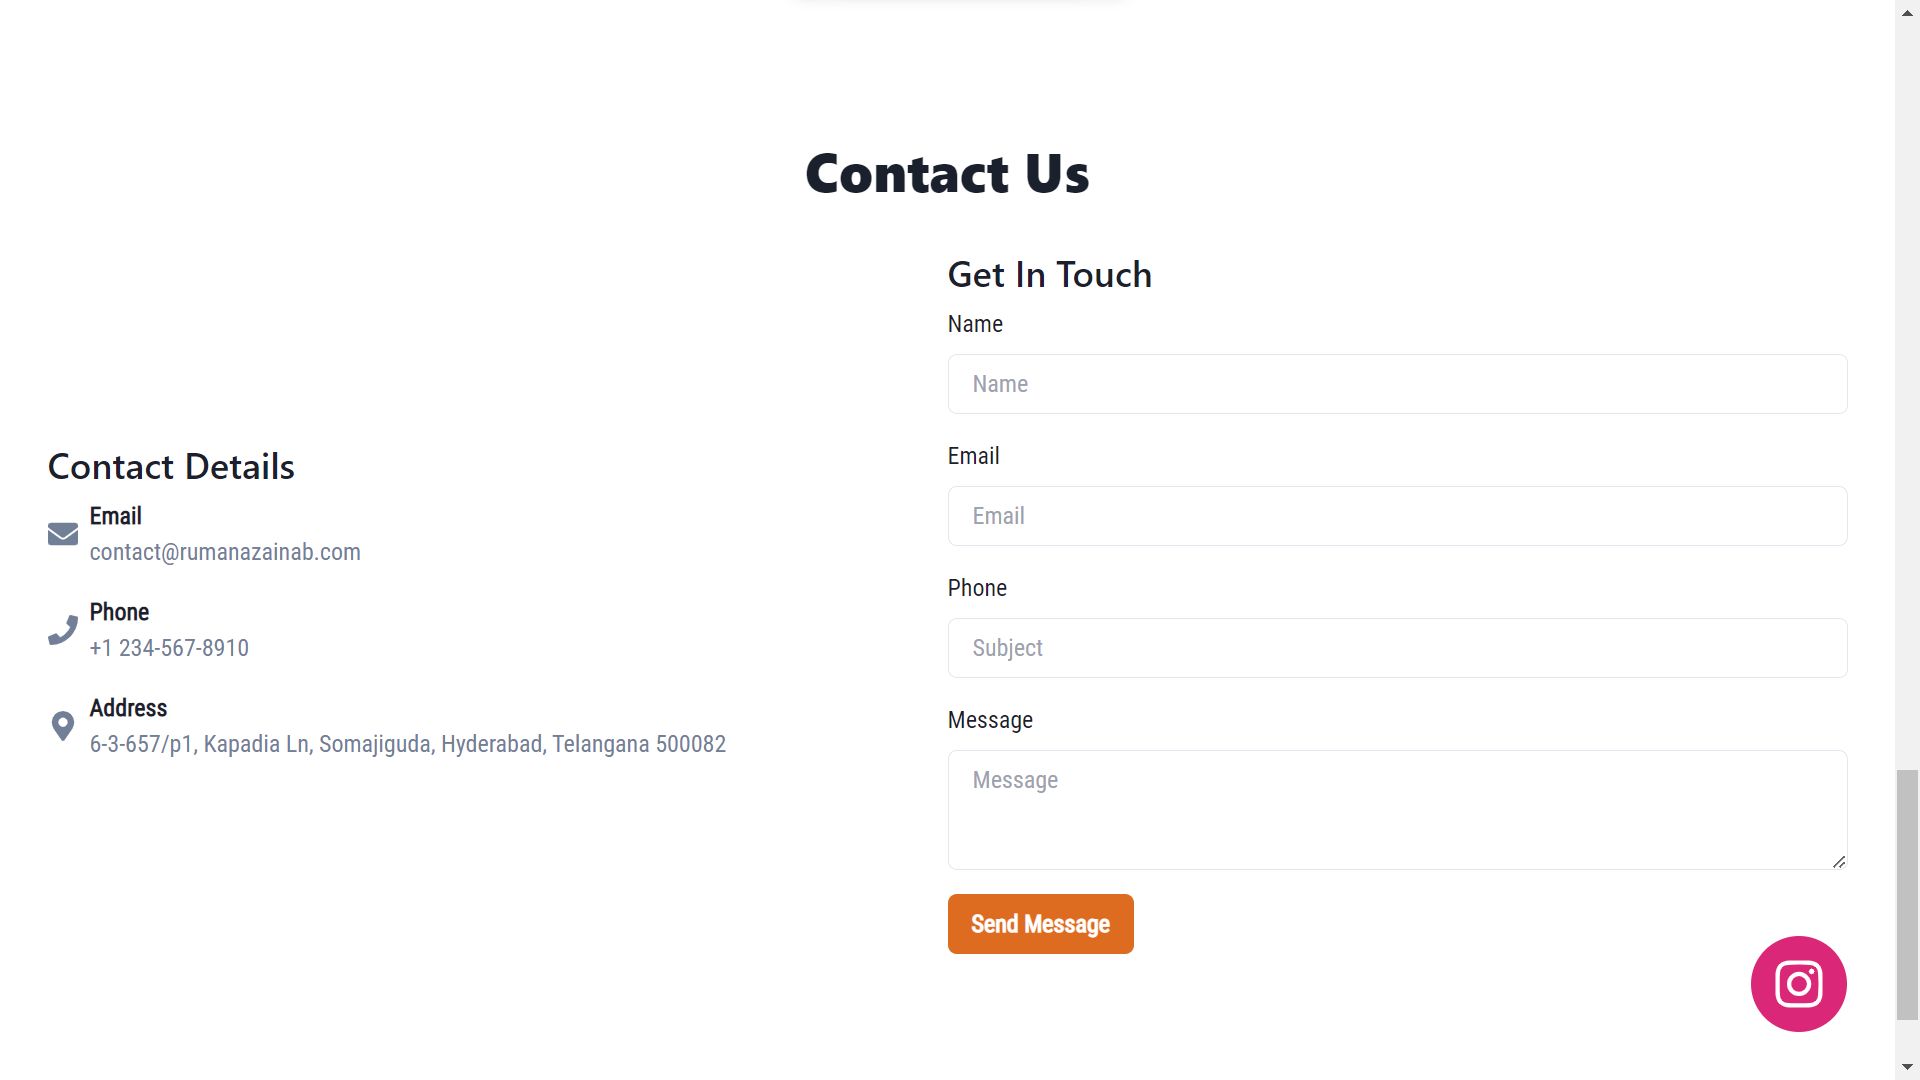 Contact Us
Contact Details
Email
contact@rumanazainab.com
Phone
+1 234-567-8910
Address
6-3-657/p1, Kapadia Ln, Somajiguda, Hyderabad, Telangana 500082
Get In Touch
Name
Name
Email
Email
Phone
Subject
Message
Message
Send Message